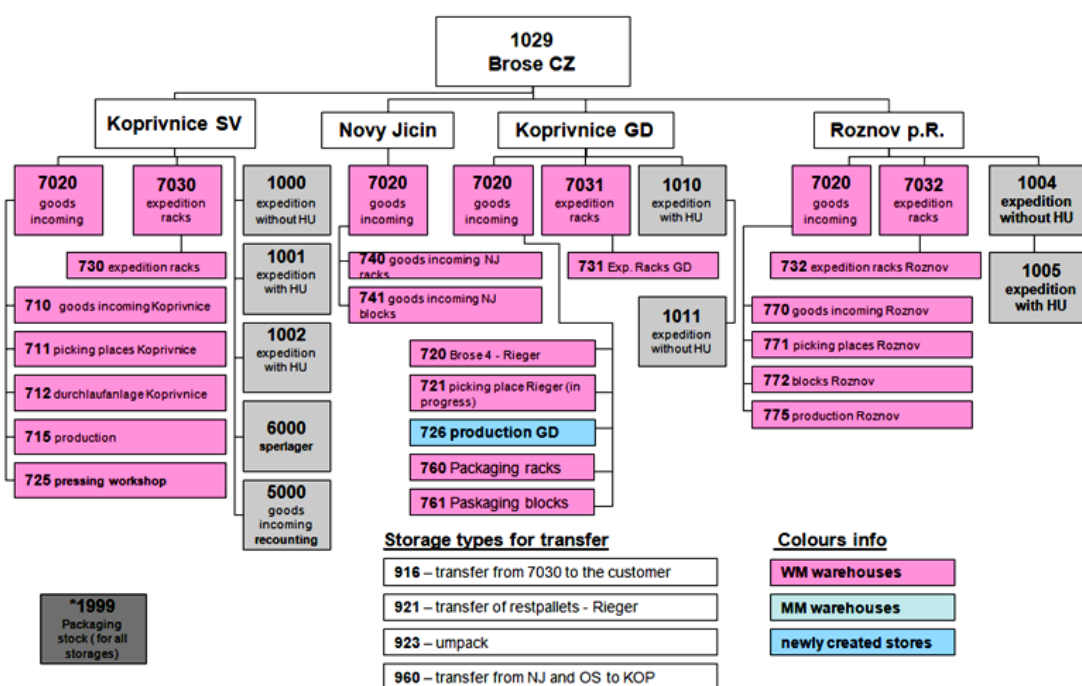 1029
Brose CZ
Koprivnice SV
Novy Jicin
Koprivnice GD
Roznov p.R.
7020
goods
incoming
7030
expedition
racks
1000
expedition
without HU
7020
goods
incoming
7020
goods
incoming
7031
expedition
racks
1010
expedition
with HU
7020
goods
incoming
7032
expedition
racks
1004
expedition
without HU
730 expedition racks
710 goods incoming Koprivnice
711 picking places Koprivnice
712 durchlaufanlage Koprivnice
715 production
725 pressing workshop
1001
expedition
with HU
1002
expedition
with HU
6000
sperlager
5000
goods
incoming
recounting
740 goods incoming NJ
racks
741 goods incoming NJ
blocks
731 Exp. Racks GD
1011
expedition
without HU
720 Brose 4 - Rieger
721 picking place Rieger (in
progress)
726 production GD
760 Packaging racks
761 Paskaging blocks
732 expedition racks Roznov
1005
expedition
with HU
770 goods incoming Roznov
771 picking places Roznov
772 blocks Roznov
775 production Roznov
*1999
Packaging
stock ( for all
storages)
Storage types for transfer
916 – transfer from 7030 to the customer
921 – transfer of restpallets - Rieger
923 – umpack
960 – transfer from NJ and OS to KOP
Colours info
WM warehouses
MM warehouses
newly created stores